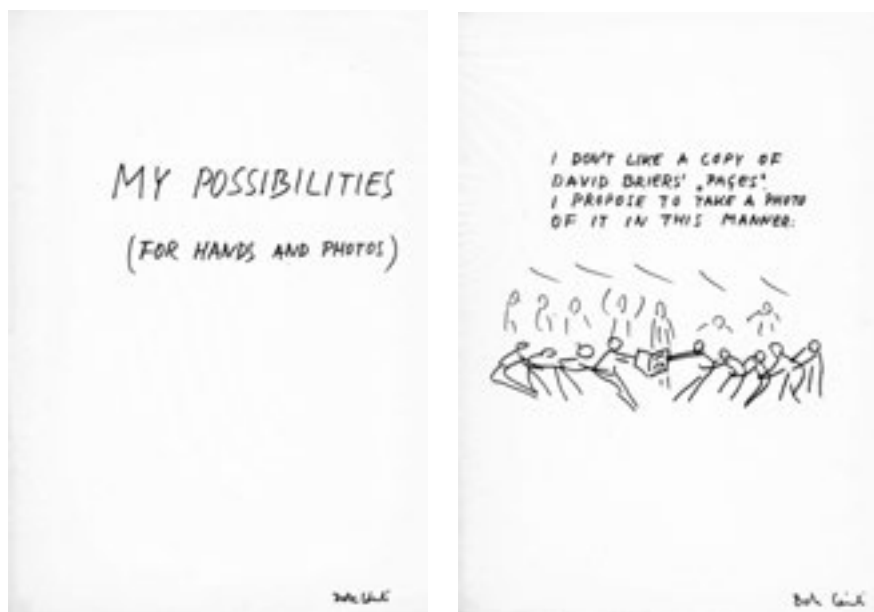 MY POSSIBILITIES
(FOR HANDS AND PHOTOS)
I DON'T LIKE A COPY OF
DAVID BRIERS' „PAGES".
I PROPOSE TO TAKE A PHOTO
OF IT IN THIS MANNER: